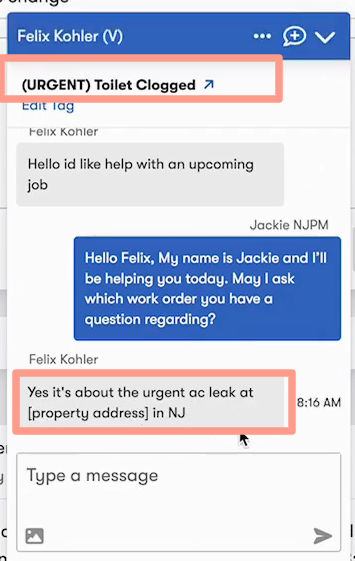 change
Felix Kohler (V)
(URGENT) Toilet Clogged
Edit Tag
Felix Kohler
Hello id like help with an upcoming
job
Jackie NJPM
Hello Felix, My name is Jackie and I'll
be helping you today. May I ask
which work order you have a
question regarding?
Felix Kohler
Yes it's about the urgent ac leak at
[property address] in NJ
8:16 AM
Type a message